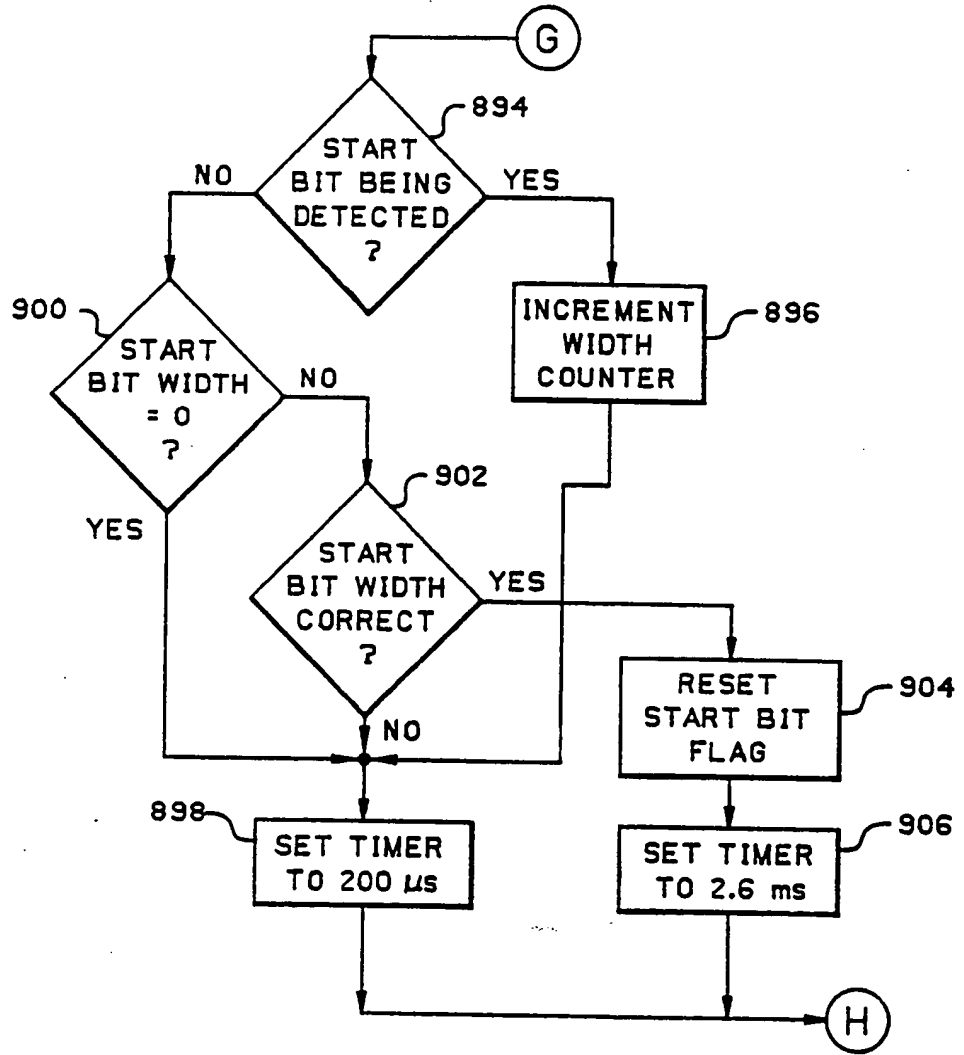 G
894
START
BIT BEING
DETECTED
?
NO
YES
900
START
BIT WIDTH
= 0
?
NO
YES
INCREMENT
WIDTH
COUNTER
896
902
START
BIT WIDTH
CORRECT
?
YES
NO
RESET
START BIT
FLAG
904
898
SET TIMER
TO 200 µs
906
SET TIMER
TO 2.6 ms
H